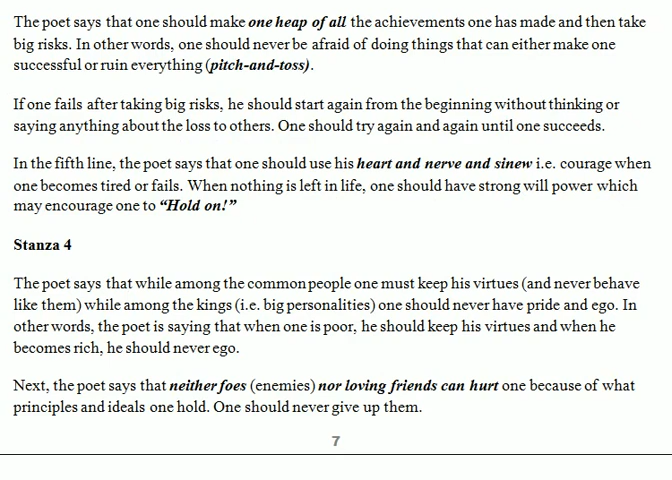 The poet says that one should make one heap of all the achievements one has made and then take
big risks. In other words, one should never be afraid of doing things that can either make one
successful or ruin everything (pitch-and-toss).
If one fails after taking big risks, he should start again from the beginning without thinking or
saying anything about the loss to others. One should try again and again until one succeeds.
In the fifth line, the poet says that one should use his heart and nerve and sinew i.e. courage when
one becomes tired or fails. When nothing is left in life, one should have strong will power which
may encourage one to “Hold on!”
Stanza 4
The poet says that while among the common people one must keep his virtues (and never behave
like them) while among the kings (i.e. big personalities) one should never have pride and ego. In
other words, the poet is saying that when one is poor, he should keep his virtues and when he
becomes rich, he should never ego.
Next, the poet says that neither foes (enemies) nor loving friends can hurt one because of what
principles and ideals one hold. One should never give up them.
7